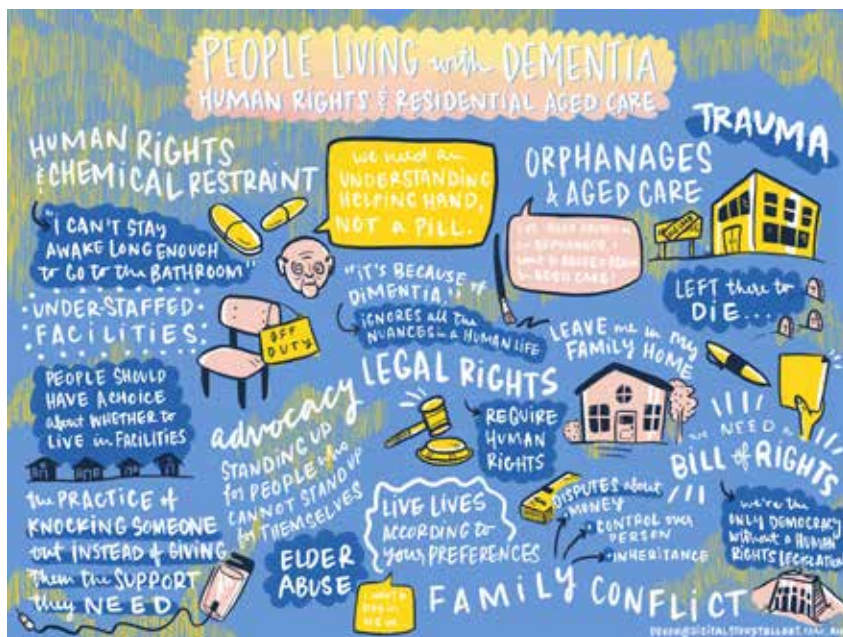 PEOPLE LIVING with DEMENTIA
HUMAN RIGHTS & RESIDENTIAL AGED CARE
TRAUMA
HUMAN RIGHTS
& CHEMICAL RESTRAINT
"I CAN'T STAY
AWAKE LONG ENOUGH
to GO to the BATHROOM"
we need an
UNDERSTANDING
HELPING HAND,
NOT a PILL.
ORPHANAGES
& AGED CARE
UNDER-STAFFED
FACILITIES
OFF
DUTY
"IT'S BECAUSE of
DIMENTIA."
IGNORES all the
NUANCES in a HUMAN LIFE
in AGED CARE!
LEFT there to
DIE...
LEAVE me in my
FAMILY HOME
PEOPLE SHOULD
HAVE A CHOICE
about WHETHER to
LIVE in FACILITIES
LEGAL RIGHTS
REQUIRE
HUMAN
RIGHTS
advocacy
STANDING UP
for PEOPLE who
CANNOT STAND UP
for THEMSELVES
WE NEED a
BILL of RIGHTS
we're the
ONLY DEMOCRACY
without a HUMAN
RIGHTS LEGISLATION
the PRACTICE of
KNOCKING SOMEONE
out INSTEAD of GIVING
them the SUPPORT
they NEED
LIVE LIVES
ACCORDING to
your PREFERENCES
DISPUTES about
• MONEY
• CONTROL over
PERSON
• INHERITANCE
ELDER
ABUSE
FAMILY CONFLICT